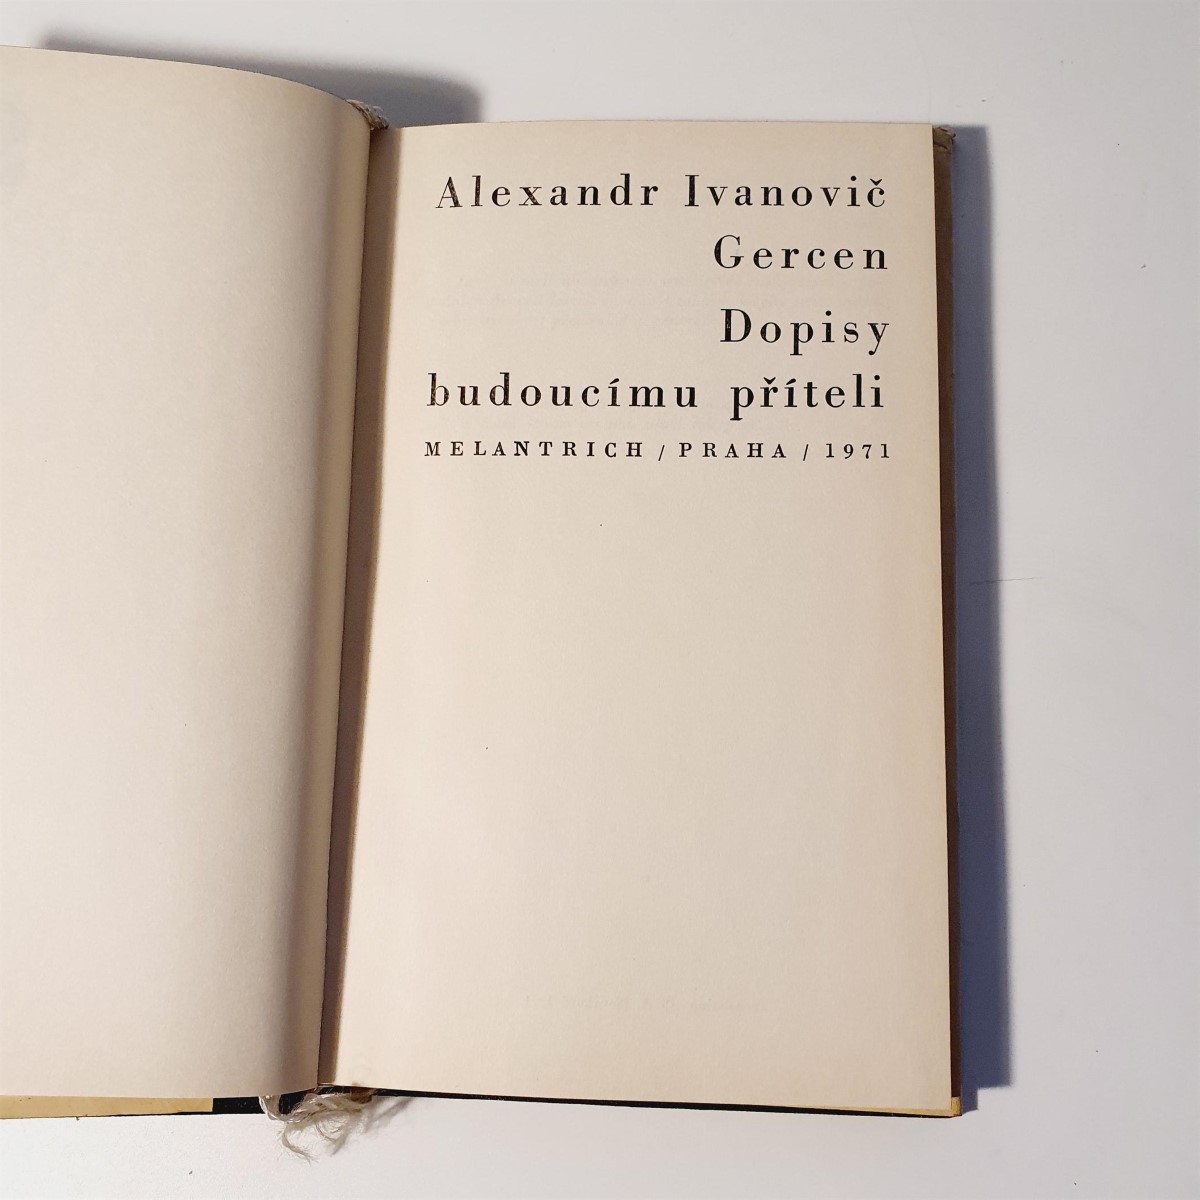 Alexandr Ivanovič
Gercen
Dopisy
budoucímu příteli
MELANTRICH / PRAHA / 1971